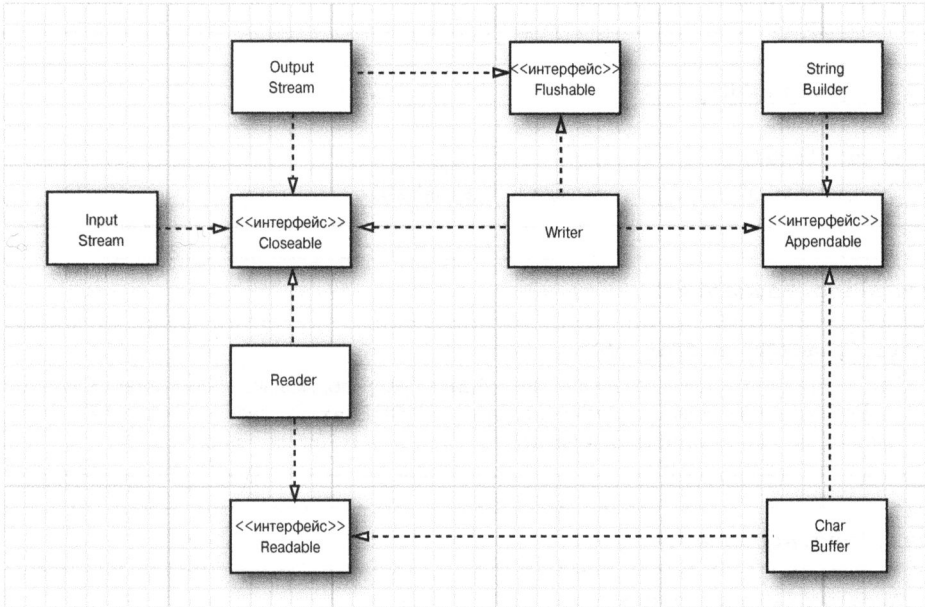 Output
Stream
<<интерфейс>>
Flushable
String
Builder
Input
Stream
<<интерфейс>>
Closeable
Writer
<<интерфейс>>
Appendable
Reader
<<интерфейс>>
Readable
Char
Buffer